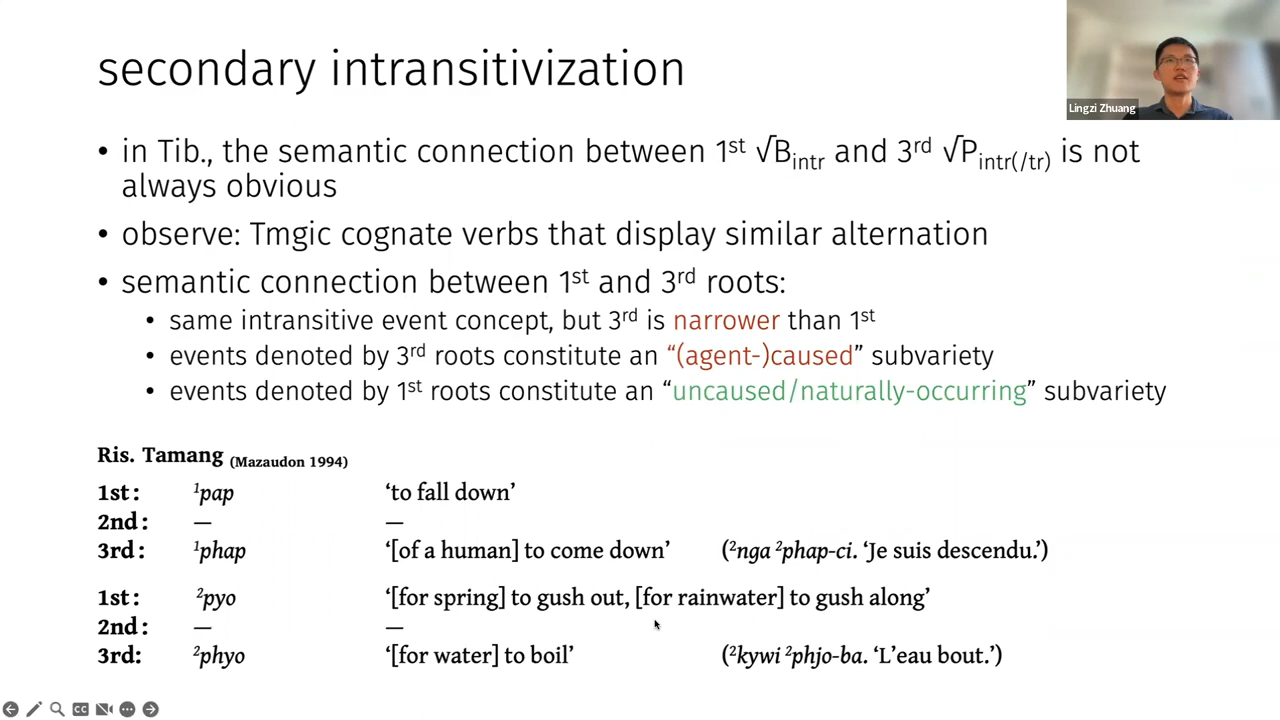 secondary intransitivization
Lingzi Zhuang
• in Tib., the semantic connection between 1st √Bintr and 3rd √Pintr(/tr) is not
always obvious
• observe: Tmgic cognate verbs that display similar alternation
• semantic connection between 1st and 3rd roots:
• same intransitive event concept, but 3rd is narrower than 1st
• events denoted by 3rd roots constitute an “(agent-)caused” subvariety
• events denoted by 1st roots constitute an “uncaused/naturally-occurring” subvariety
Ris. Tamang (Mazaudon 1994)
1st: ¹pap ‘to fall down’
2nd: — —
3rd: ¹phap ‘[of a human] to come down’ (²nga ²phap-ci. ‘Je suis descendu.’)
1st: ²pyo ‘[for spring] to gush out, [for rainwater] to gush along’
2nd: — —
3rd: ²phyo ‘[for water] to boil’ (²kywi ²phjo-ba. ‘L’eau bout.’)
CC